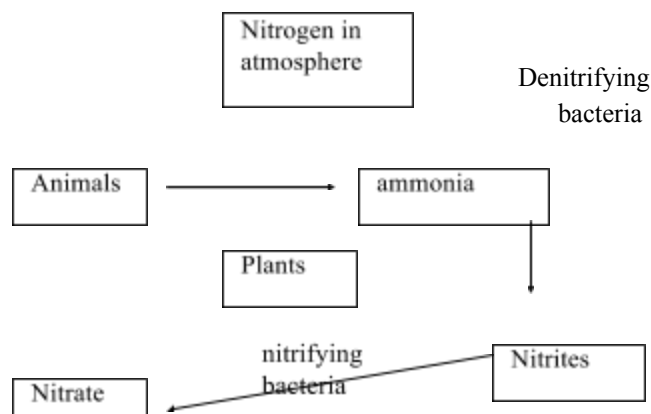 Nitrogen in
atmosphere
Denitrifying
bacteria
Animals
ammonia
Plants
nitrifying
bacteria
Nitrites
Nitrate